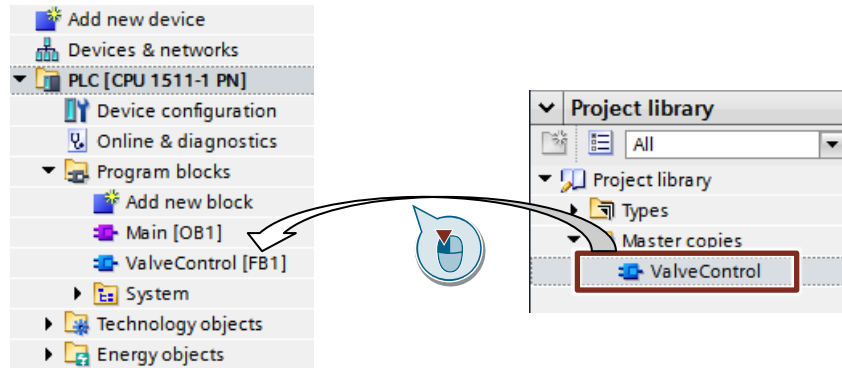 Add new device
Devices & networks
PLC [CPU 1511-1 PN]
Device configuration
Online & diagnostics
Program blocks
Add new block
Main [OB1]
ValveControl [FB1]
System
Technology objects
Energy objects
Project library
All
Project library
Types
Master copies
ValveControl